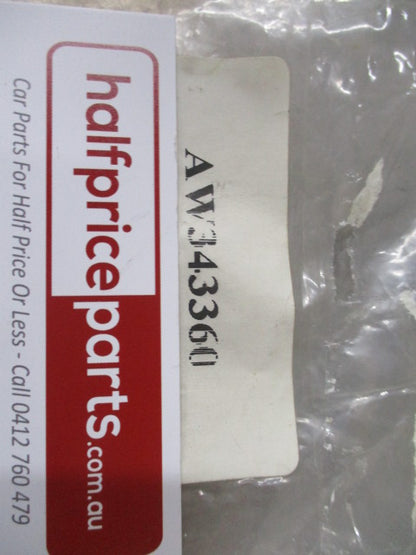 halfpriceparts.com.au
Car Parts For Half Price Or Less - Call 0412 760 479
AW343360